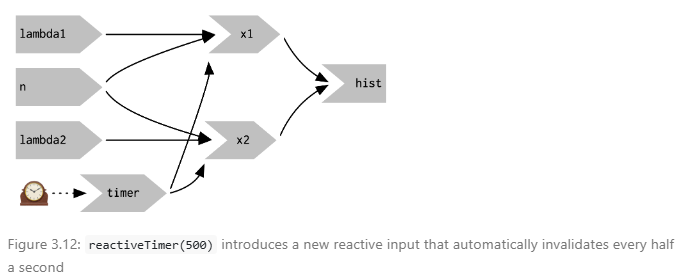 lambda1
x1
n
hist
lambda2
x2
timer
Figure 3.12: reactiveTimer(500) introduces a new reactive input that automatically invalidates every half
a second